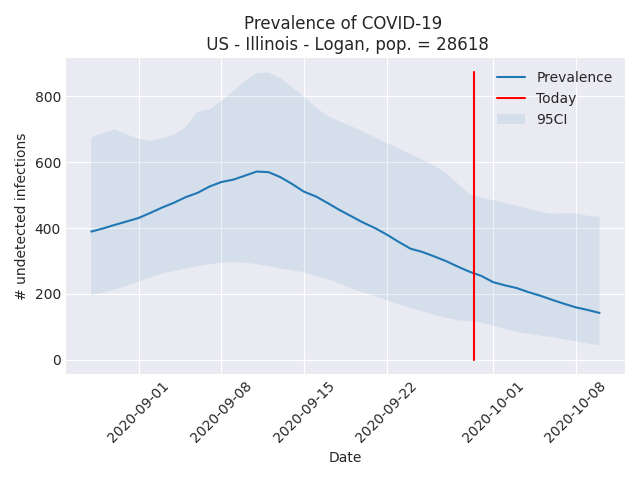 Prevalence of COVID-19
US - Illinois - Logan, pop. = 28618
Prevalence
Today
95CI
# undetected infections
800
600
400
200
0
2020-09-01
2020-09-08
2020-09-15
2020-09-22
2020-10-01
2020-10-08
Date